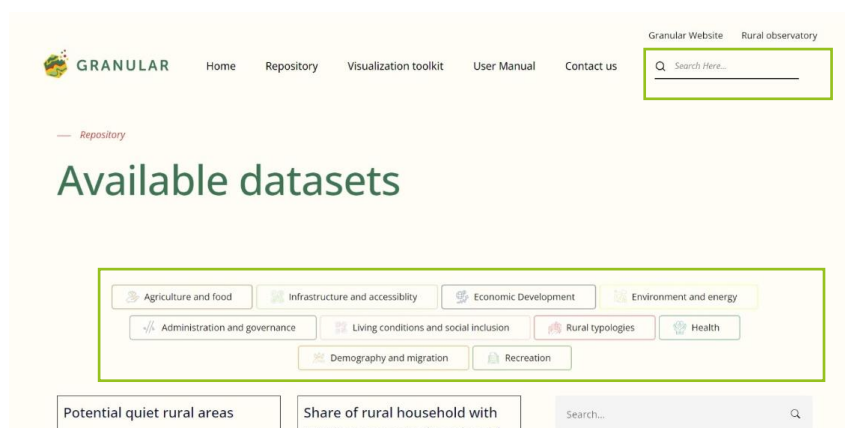 Granular Website Rural observatory
GRANULAR Home Repository Visualization toolkit User Manual Contact us Search Here...
Repository
Available datasets
Agriculture and food Infrastructure and accessiblity Economic Development Environment and energy
Administration and governance Living conditions and social inclusion Rural typologies Health
Demography and migration Recreation
Potential quiet rural areas Share of rural household with Search...